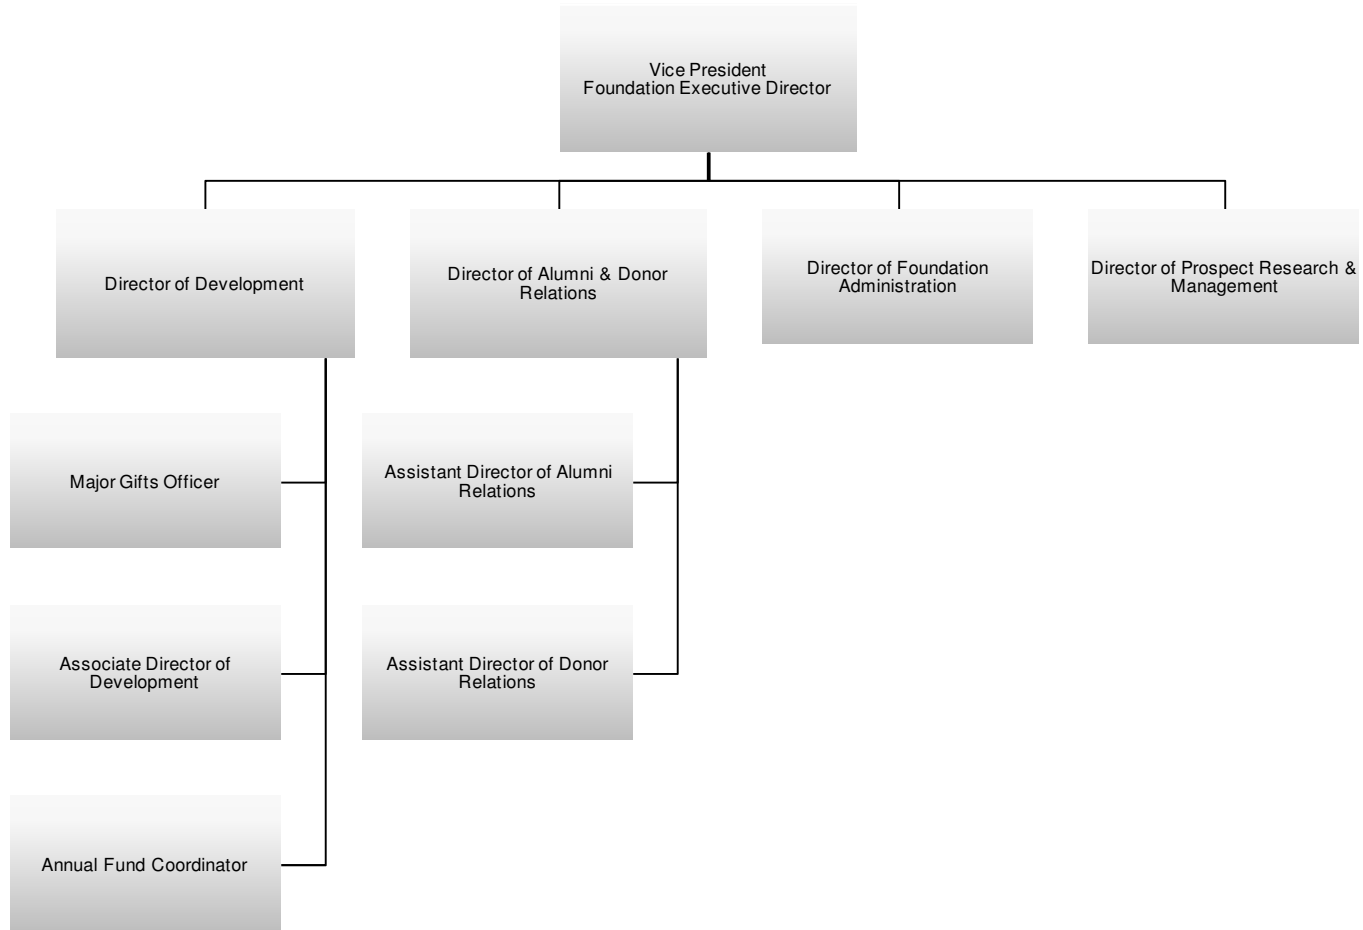 Vice President
Foundation Executive Director
Director of Development
Director of Alumni & Donor
Relations
Director of Foundation
Administration
Director of Prospect Research &
Management
Major Gifts Officer
Assistant Director of Alumni
Relations
Associate Director of
Development
Assistant Director of Donor
Relations
Annual Fund Coordinator